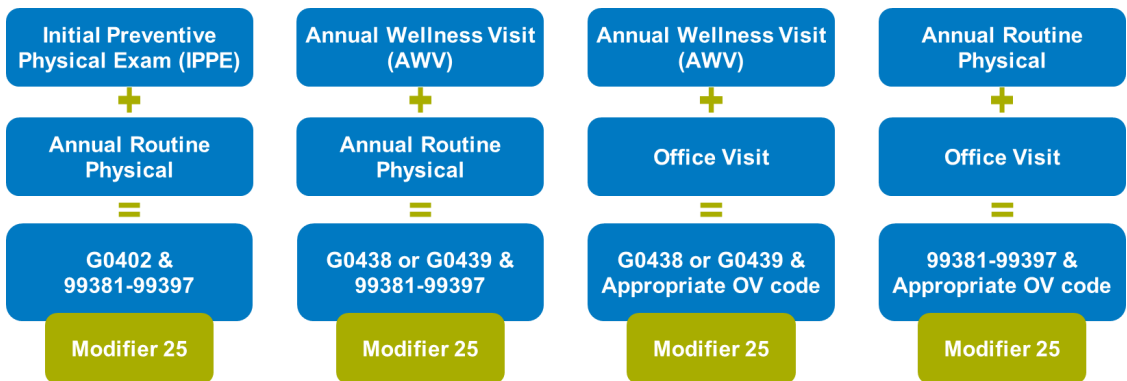 Initial Preventive
Physical Exam (IPPE)
+
Annual Routine
Physical
=
G0402 &
99381-99397
Modifier 25
Annual Wellness Visit
(AWV)
+
Annual Routine
Physical
=
G0438 or G0439 &
99381-99397
Modifier 25
Annual Wellness Visit
(AWV)
+
Office Visit
=
G0438 or G0439 &
Appropriate OV code
Modifier 25
Annual Routine
Physical
+
Office Visit
=
99381-99397 &
Appropriate OV code
Modifier 25